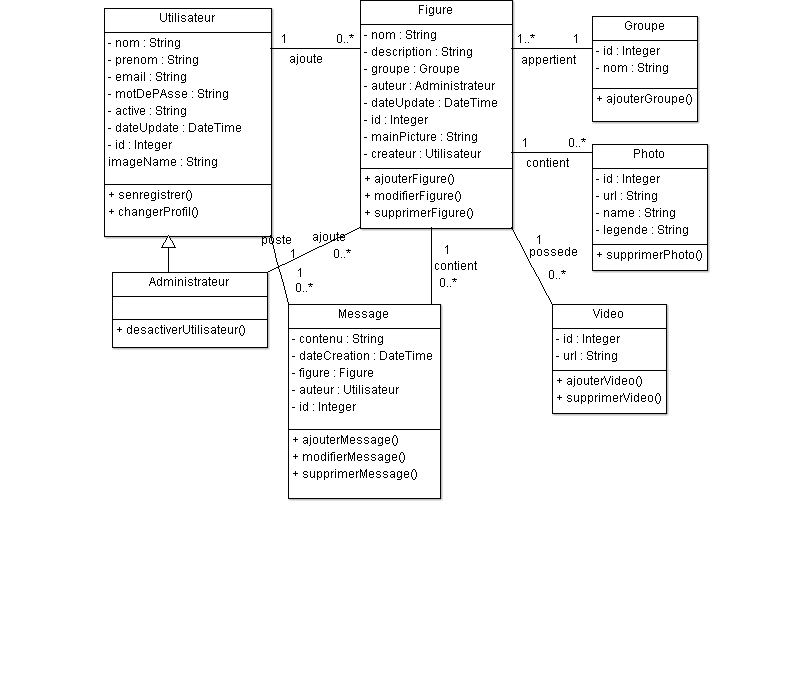 Utilisateur
- nom : String
- prenom : String
- email : String
- motDePAsse : String
- active : String
- dateUpdate : DateTime
- id : Integer
imageName : String
+ senregistrer()
+ changerProfil()
1
0..*
ajoute
Figure
- nom : String
- description : String
- groupe : Groupe
- auteur : Administrateur
- dateUpdate : DateTime
- id : Integer
- mainPicture : String
- createur : Utilisateur
+ ajouterFigure()
+ modifierFigure()
+ supprimerFigure()
1..*
1
appertient
Groupe
- id : Integer
- nom : String
+ ajouterGroupe()
1
0..*
contient
Photo
- id : Integer
- url : String
- name : String
- legende : String
+ supprimerPhoto()
poste
1
0..*
ajoute
1
0..*
1
contient
0..*
1
possede
0..*
Administrateur
+ desactiverUtilisateur()
Message
- contenu : String
- dateCreation : DateTime
- figure : Figure
- auteur : Utilisateur
- id : Integer
+ ajouterMessage()
+ modifierMessage()
+ supprimerMessage()
Video
- id : Integer
- url : String
+ ajouterVideo()
+ supprimerVideo()